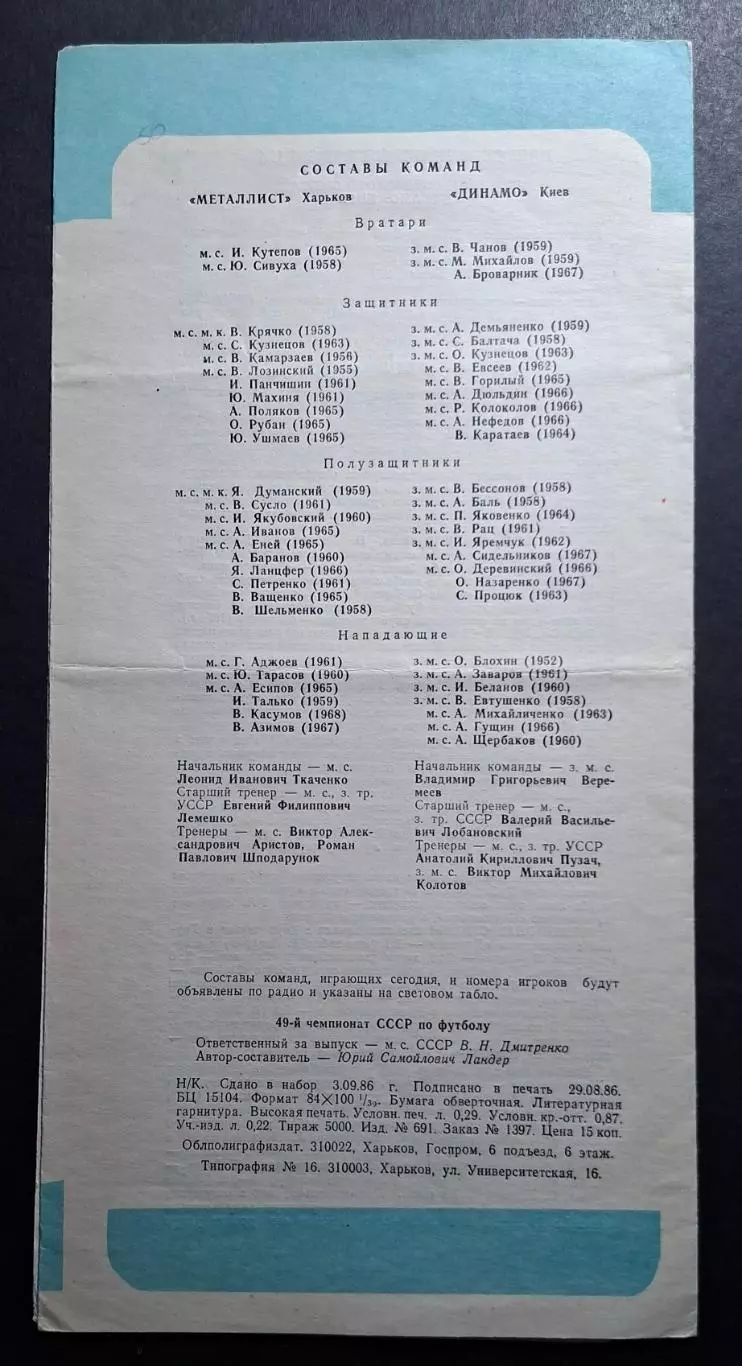 СОСТАВЫ КОМАНД
«МЕТАЛЛИСТ» Харьков
«ДИНАМО» Киев
Вратари
м. с. И. Кутепов (1965)
м. с. Ю. Сивуха (1958)
з. м. с. В. Чанов (1959)
з. м. с. М. Михайлов (1959)
А. Броварник (1967)
Защитники
м. с. м. к. В. Крячко (1958)
м. с. С. Кузнецов (1963)
м. с. В. Камарзаев (1956)
м. с. В. Лозинский (1955)
И. Панчишин (1961)
Ю. Махиня (1961)
А. Поляков (1965)
О. Рубан (1965)
Ю. Ушмаев (1965)
з. м. с. А. Демьяненко (1959)
з. м. с. С. Балтача (1958)
з. м. с. О. Кузнецов (1963)
м. с. В. Евсеев (1962)
м. с. В. Горилый (1965)
м. с. А. Дюльдин (1966)
м. с. Р. Колоколов (1966)
м. с. А. Нефедов (1966)
В. Каратаев (1964)
Полузащитники
м. с. м. к. Я. Думанский (1959)
м. с. В. Сусло (1961)
м. с. И. Якубовский (1960)
м. с. А. Иванов (1965)
м. с. А. Еней (1965)
А. Баранов (1960)
Я. Ланцфер (1966)
С. Петренко (1961)
В. Ващенко (1965)
В. Шельменко (1958)
з. м. с. В. Бессонов (1958)
з. м. с. А. Баль (1958)
з. м. с. П. Яковенко (1964)
з. м. с. В. Рац (1961)
з. м. с. И. Яремчук (1962)
м. с. А. Сидельников (1967)
м. с. О. Деревинский (1966)
О. Назаренко (1967)
С. Процюк (1963)
Нападающие
м. с. Г. Аджоев (1961)
м. с. Ю. Тарасов (1960)
м. с. А. Есипов (1965)
И. Талько (1959)
В. Касумов (1968)
В. Азимов (1967)
з. м. с. О. Блохин (1952)
з. м. с. А. Заваров (1961)
з. м. с. И. Беланов (1960)
з. м. с. В. Евтушенко (1958)
м. с. А. Михайличенко (1963)
м. с. А. Гущин (1966)
м. с. А. Щербаков (1960)
Начальник команды — м. с.
Леонид Иванович Ткаченко
Старший тренер — м. с., з. тр.
УССР Евгений Филиппович
Лемешко
Тренеры — м. с. Виктор Алек-
сандрович Аристов, Роман
Павлович Шподарунок
Начальник команды — з. м. с.
Владимир Григорьевич Вере-
меев
Старший тренер — м. с.,
з. тр. СССР Валерий Василье-
вич Лобановский
Тренеры — м. с., з. тр. УССР
Анатолий Кириллович Пузач,
з. м. с. Виктор Михайлович
Колотов
Составы команд, играющих сегодня, и номера игроков будут
объявлены по радио и указаны на световом табло.
49-й чемпионат СССР по футболу
Ответственный за выпуск — м. с. СССР В. Н. Дмитренко
Автор-составитель — Юрий Самойлович Ландер
Н/К. Сдано в набор 3.09.86 г. Подписано в печать 29.08.86.
БЦ 15104. Формат 84×100 1/32. Бумага обверточная. Литературная
гарнитура. Высокая печать. Условн. печ. л. 0,29. Условн. кр.-отт. 0,87.
Уч.-изд. л. 0,22. Тираж 5000. Изд. № 691. Заказ № 1397. Цена 15 коп.
Облполиграфиздат. 310022, Харьков, Госпром, 6 подъезд, 6 этаж.
Типография № 16. 310003, Харьков, ул. Университетская, 16.